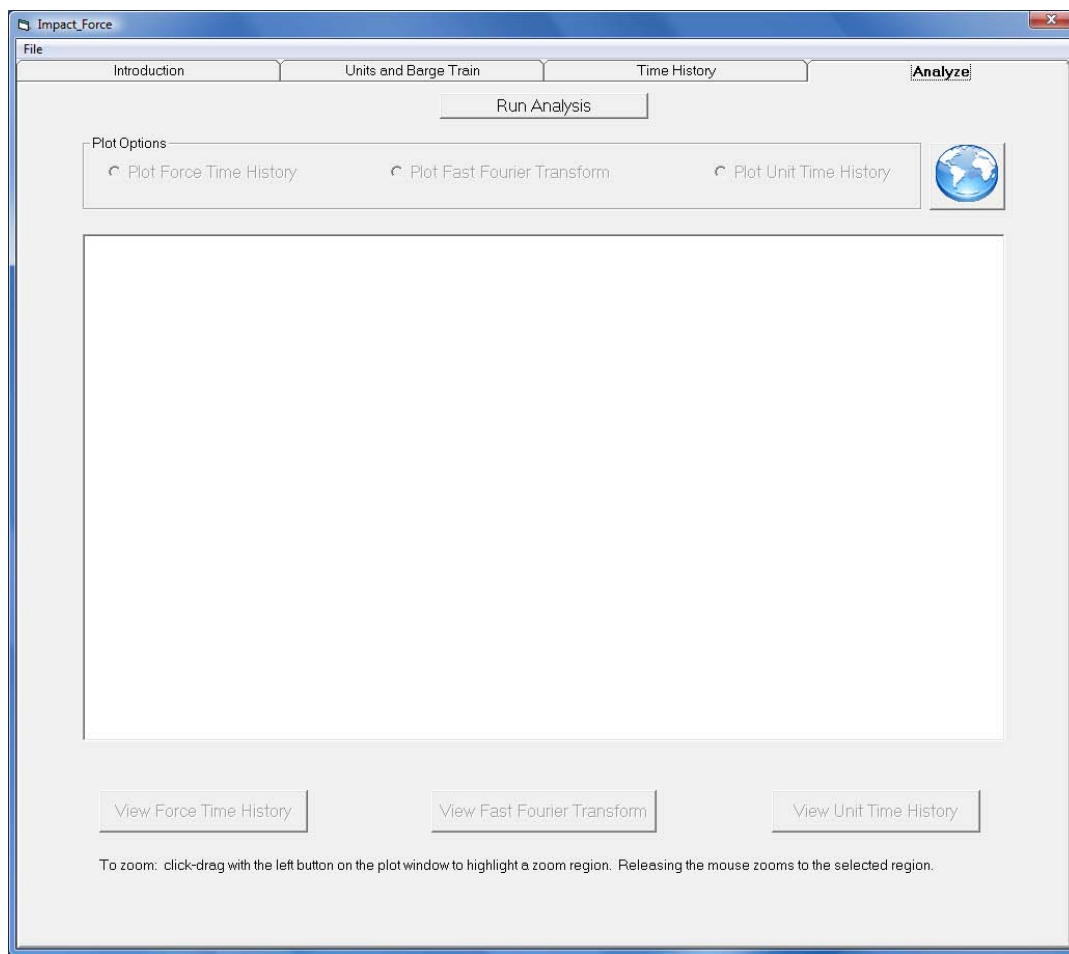 Impact_Force
X
File
Introduction Units and Barge Train Time History Analyze
Run Analysis
Plot Options
Plot Force Time History Plot Fast Fourier Transform Plot Unit Time History
View Force Time History View Fast Fourier Transform View Unit Time History
To zoom: click-drag with the left button on the plot window to highlight a zoom region. Releasing the mouse zooms to the selected region.